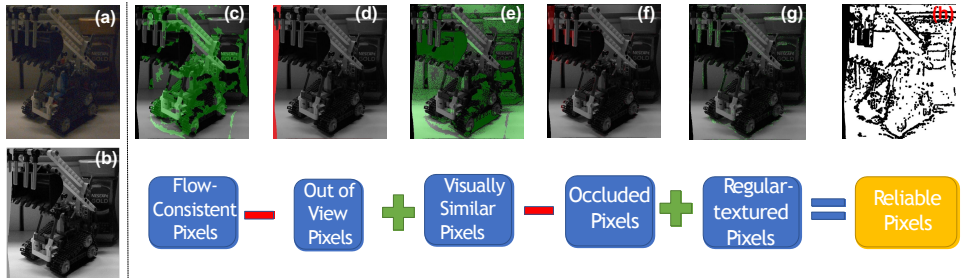 (a)
(b)
(c)
(d)
(e)
(f)
(g)
(h)
Flow-
Consistent
Pixels
Out of
View
Pixels
Visually
Similar
Pixels
Occluded
Pixels
Regular-
textured
Pixels
Reliable
Pixels